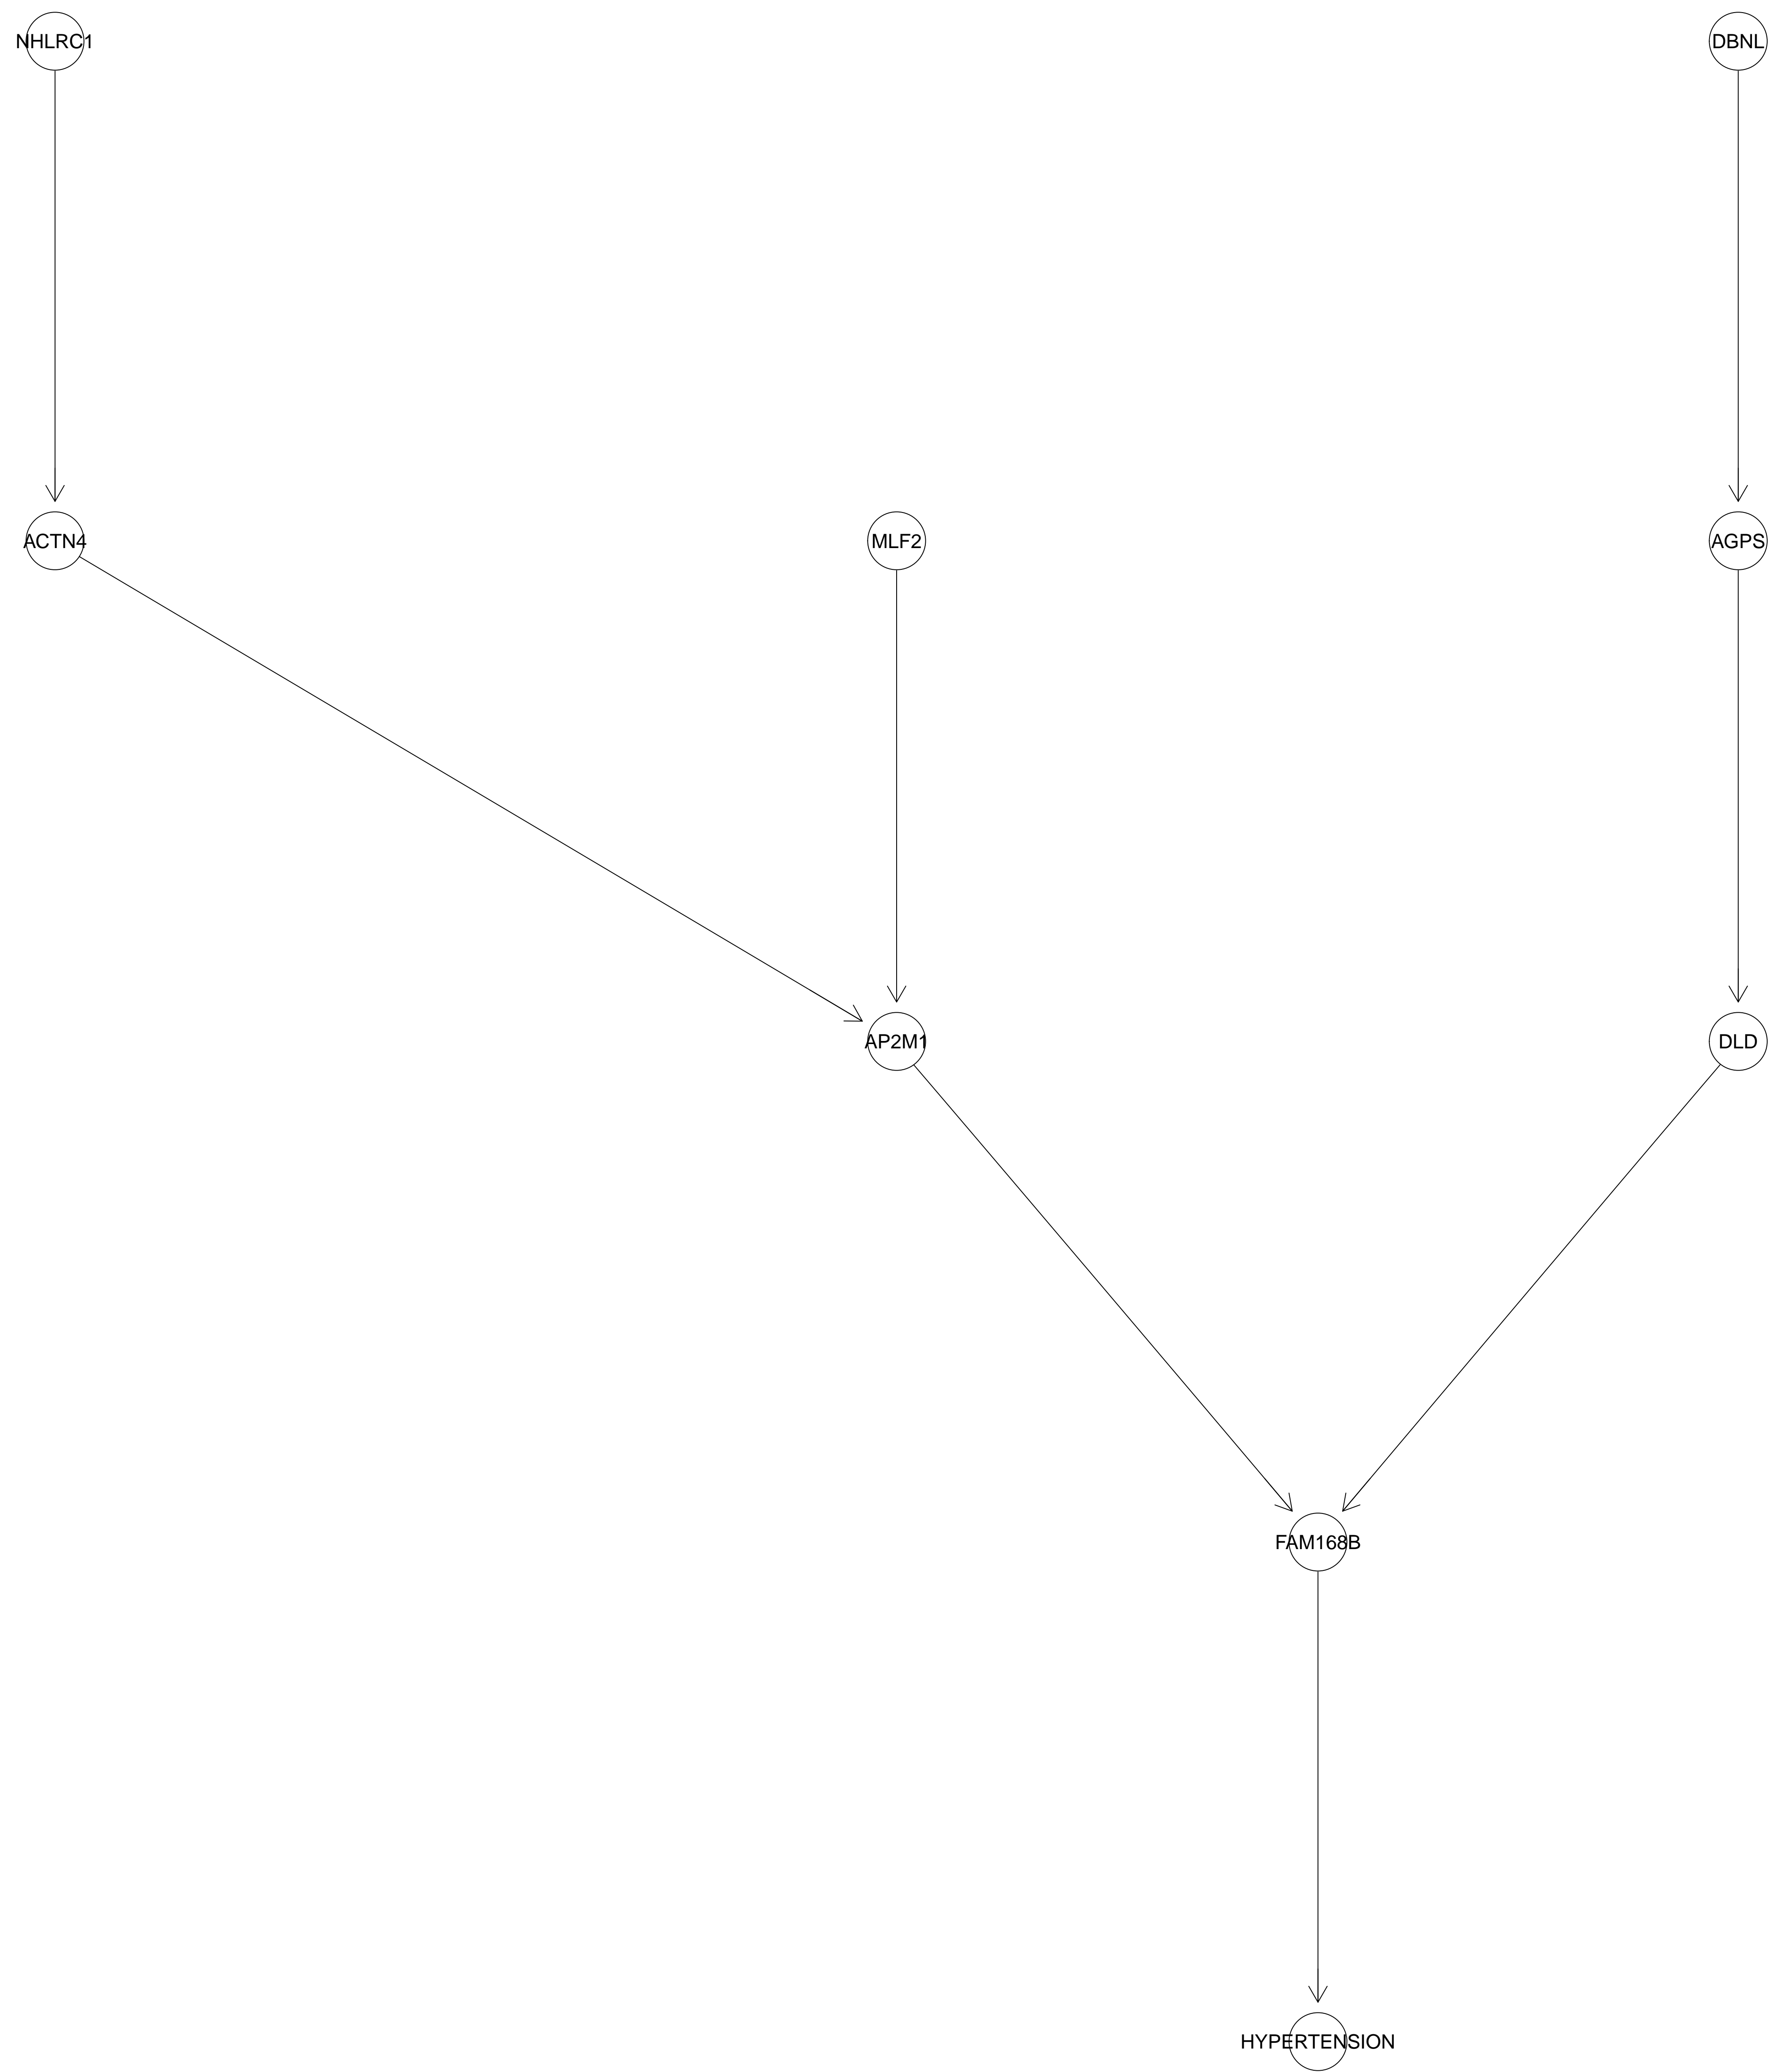 NHLRC1
DBNL
ACTN4
MLF2
AGPS
AP2M1
DLD
FAM168B
HYPERTENSION